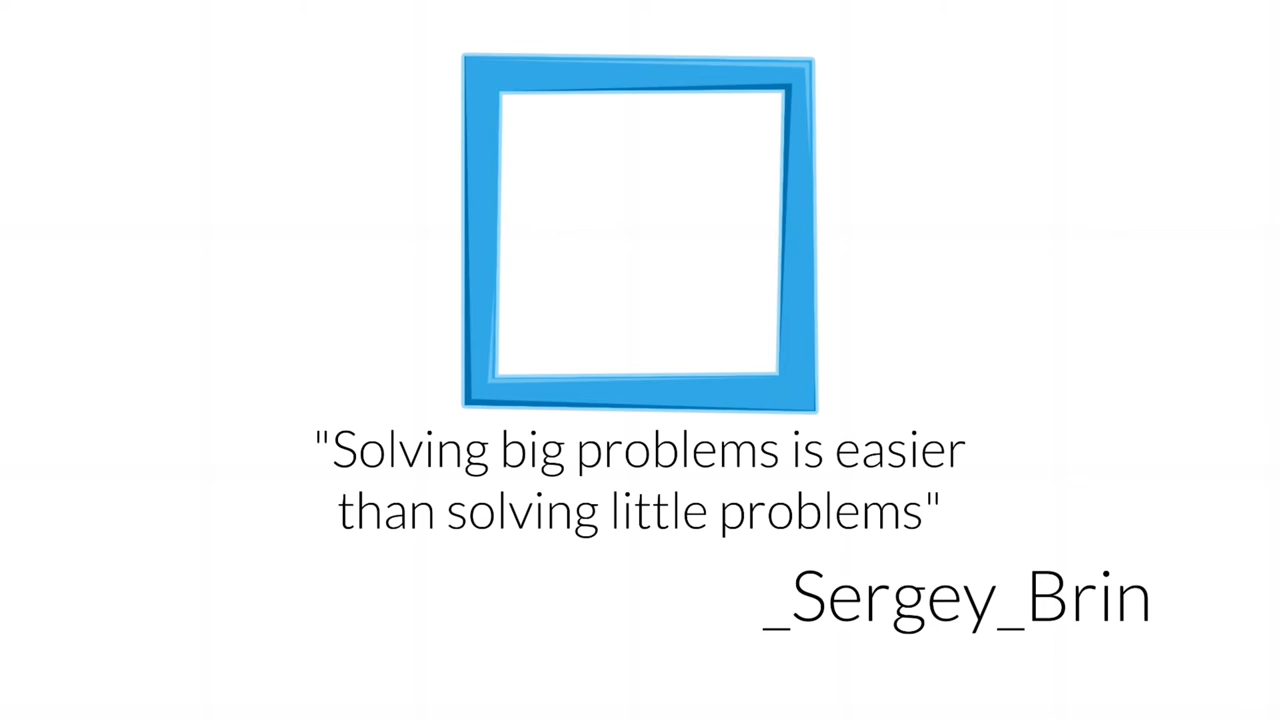 "Solving big problems is easier
than solving little problems"
_Sergey_Brin